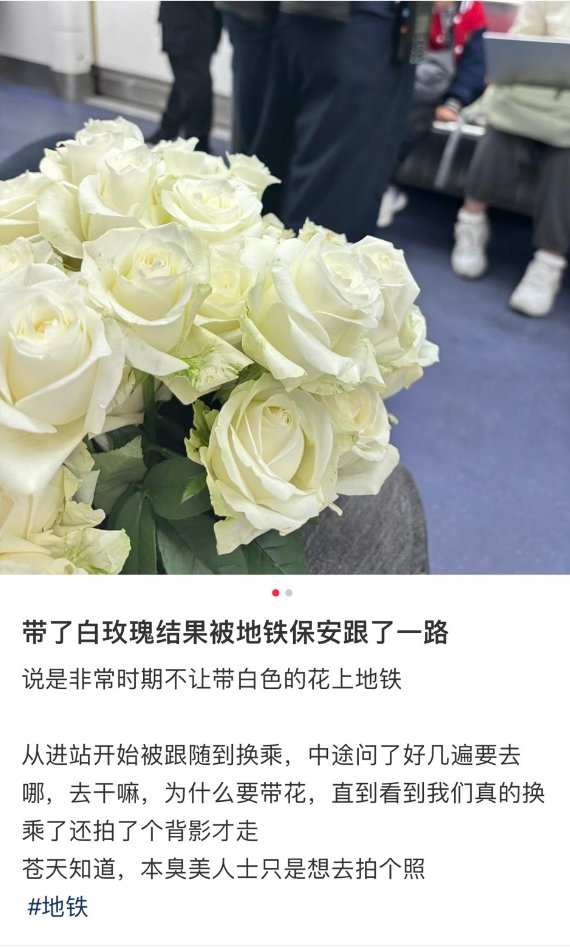 带了白玫瑰结果被地铁保安跟了一路
说是非常时期不让带白色的花上地铁
从进站开始被跟随到换乘，中途问了好几遍要去
哪，去干嘛，为什么要带花，直到看到我们真的换
乘了还拍了个背影才走
苍天知道，本臭美人士只是想去拍个照
#地铁